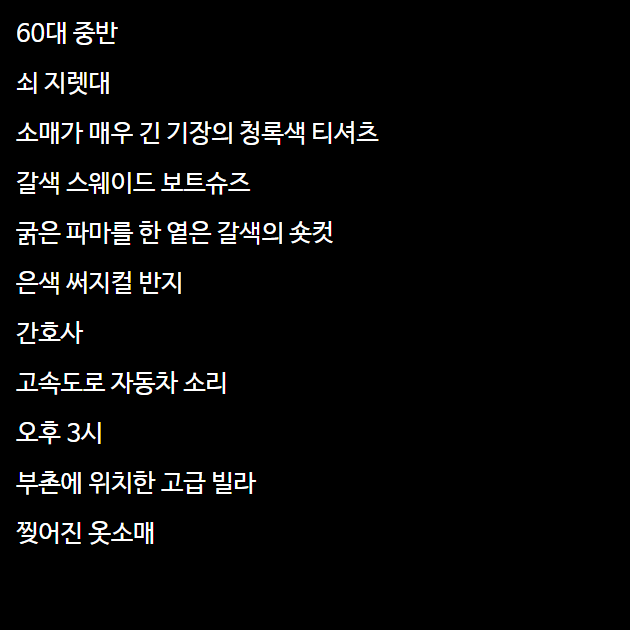 60대 중반
쇠 지렛대
소매가 매우 긴 기장의 청록색 티셔츠
갈색 스웨이드 보트슈즈
굵은 파마를 한 옅은 갈색의 숏컷
은색 써지컬 반지
간호사
고속도로 자동차 소리
오후 3시
부촌에 위치한 고급 빌라
찢어진 옷소매